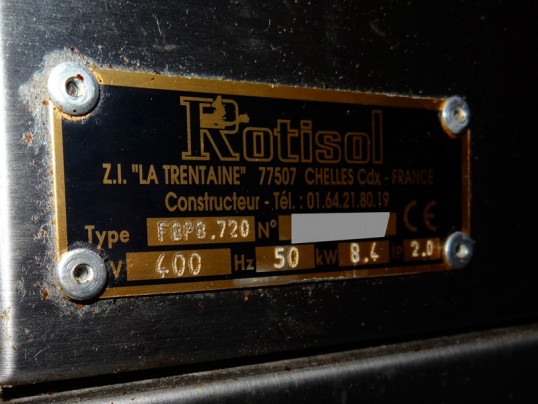 Rotisol
Z.I. "LA TRENTAINE" 77507 CHELLES Cdx - FRANCE
Constructeur - Tél. : 01.64.21.80.19
Type FBP8.720 N° CE
V 400 Hz 50 kW 8.4 IP 2.0